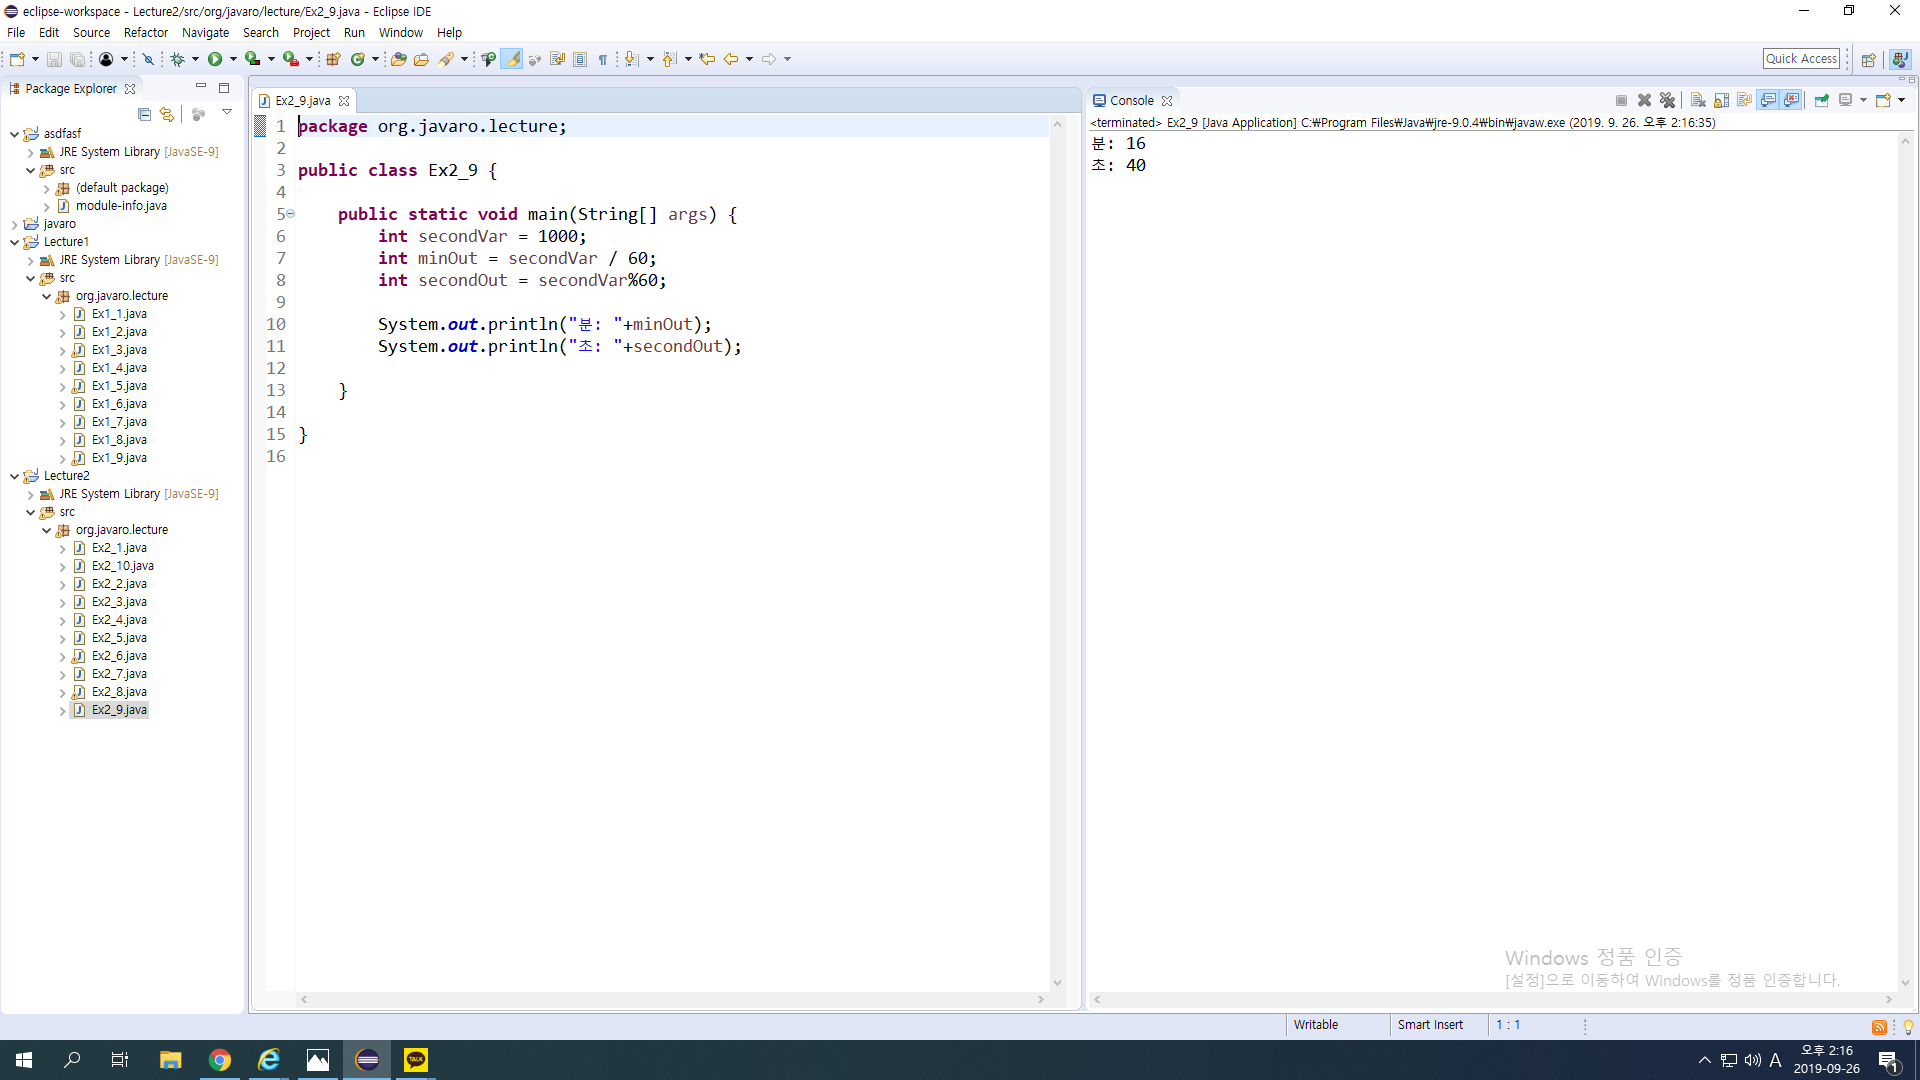 eclipse-workspace - Lecture2/src/org/javaro/lecture/Ex2_9.java - Eclipse IDE
File Edit Source Refactor Navigate Search Project Run Window Help
Quick Access
Package Explorer
asdfasf
JRE System Library [JavaSE-9]
src
(default package)
module-info.java
javaro
Lecture1
JRE System Library [JavaSE-9]
src
org.javaro.lecture
Ex1_1.java
Ex1_2.java
Ex1_3.java
Ex1_4.java
Ex1_5.java
Ex1_6.java
Ex1_7.java
Ex1_8.java
Ex1_9.java
Lecture2
JRE System Library [JavaSE-9]
src
org.javaro.lecture
Ex2_1.java
Ex2_10.java
Ex2_2.java
Ex2_3.java
Ex2_4.java
Ex2_5.java
Ex2_6.java
Ex2_7.java
Ex2_8.java
Ex2_9.java
Ex2_9.java
1 package org.javaro.lecture;
2
3 public class Ex2_9 {
4
5 public static void main(String[] args) {
6 int secondVar = 1000;
7 int minOut = secondVar / 60;
8 int secondOut = secondVar%60;
9
10 System.out.println("분: "+minOut);
11 System.out.println("초: "+secondOut);
12
13 }
14
15 }
16
Console
<terminated> Ex2_9 [Java Application] C:₩Program Files₩Java₩jre-9.0.4₩bin₩javaw.exe (2019. 9. 26. 오후 2:16:35)
분: 16
초: 40
Windows 정품 인증
[설정]으로 이동하여 Windows를 정품 인증합니다.
Writable Smart Insert 1 : 1
TALK
A
오후 2:16
2019-09-26
1